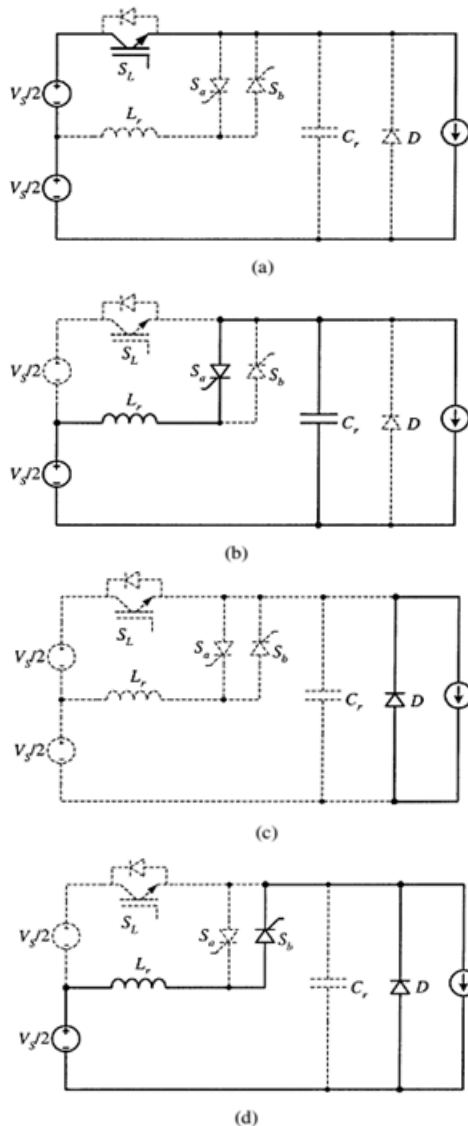 S_L
V_S/2
S_a
S_b
L_r
C_r
D
V_S/2
(a)
S_L
V_S/2
S_a
S_b
L_r
C_r
D
V_S/2
(b)
S_L
V_S/2
S_a
S_b
L_r
C_r
D
V_S/2
(c)
S_L
V_S/2
S_a
S_b
L_r
C_r
D
V_S/2
(d)